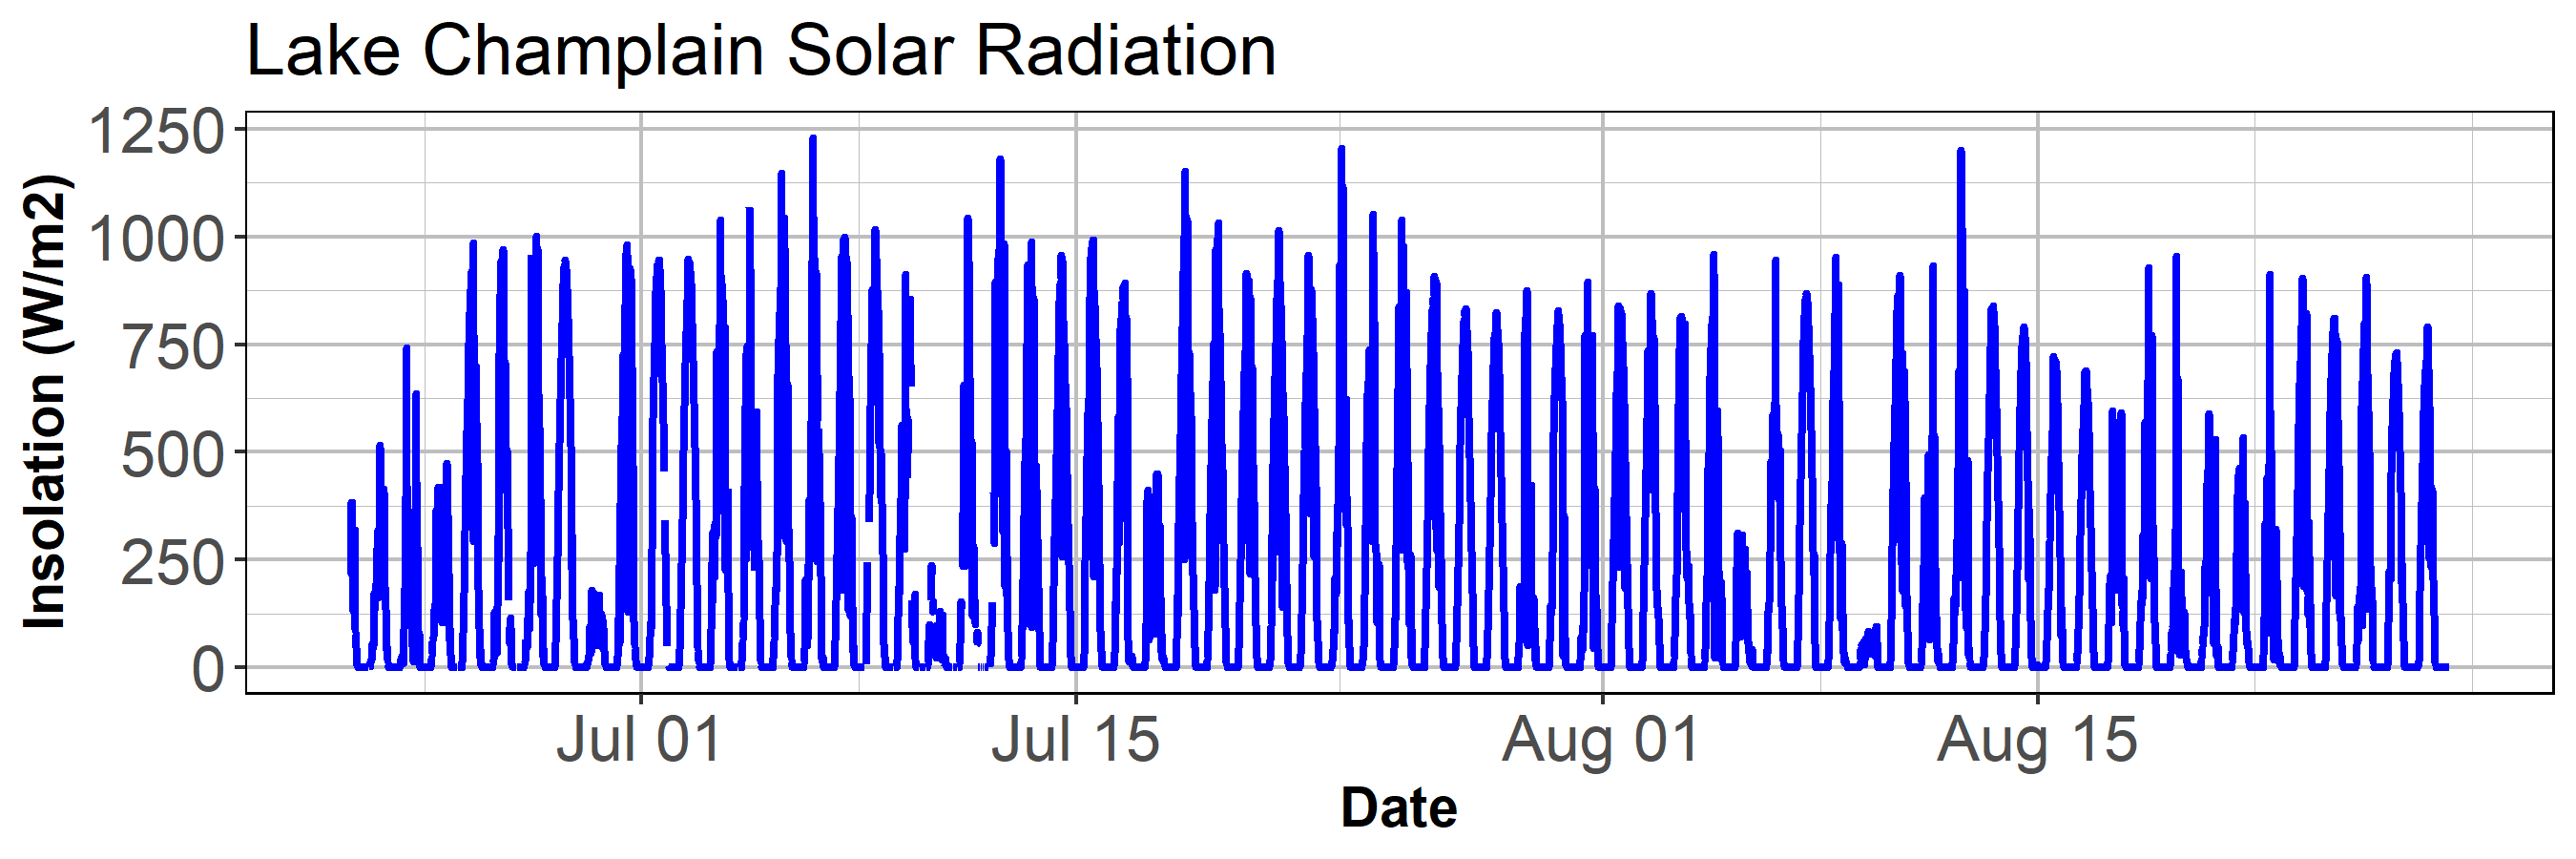 Lake Champlain Solar Radiation
Insolation (W/m2)
1250
1000
750
500
250
0
Jul 01
Jul 15
Aug 01
Aug 15
Date